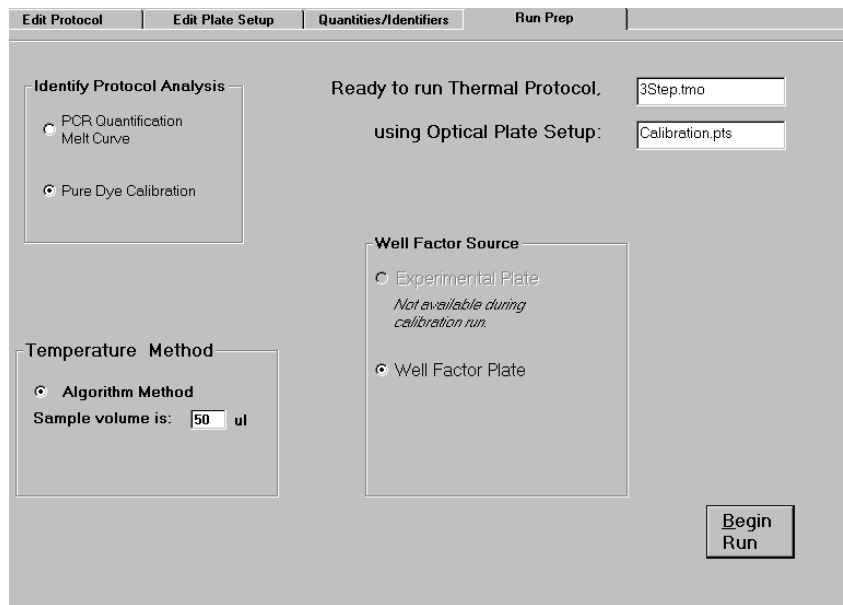 Edit Protocol
Edit Plate Setup
Quantities/Identifiers
Run Prep
Identify Protocol Analysis
PCR Quantification
Melt Curve
Pure Dye Calibration
Ready to run Thermal Protocol,
3Step.tmo
using Optical Plate Setup:
Calibration.pts
Well Factor Source
Experimental Plate
Not available during
calibration run.
Well Factor Plate
Temperature Method
Algorithm Method
Sample volume is: 50 ul
Begin
Run